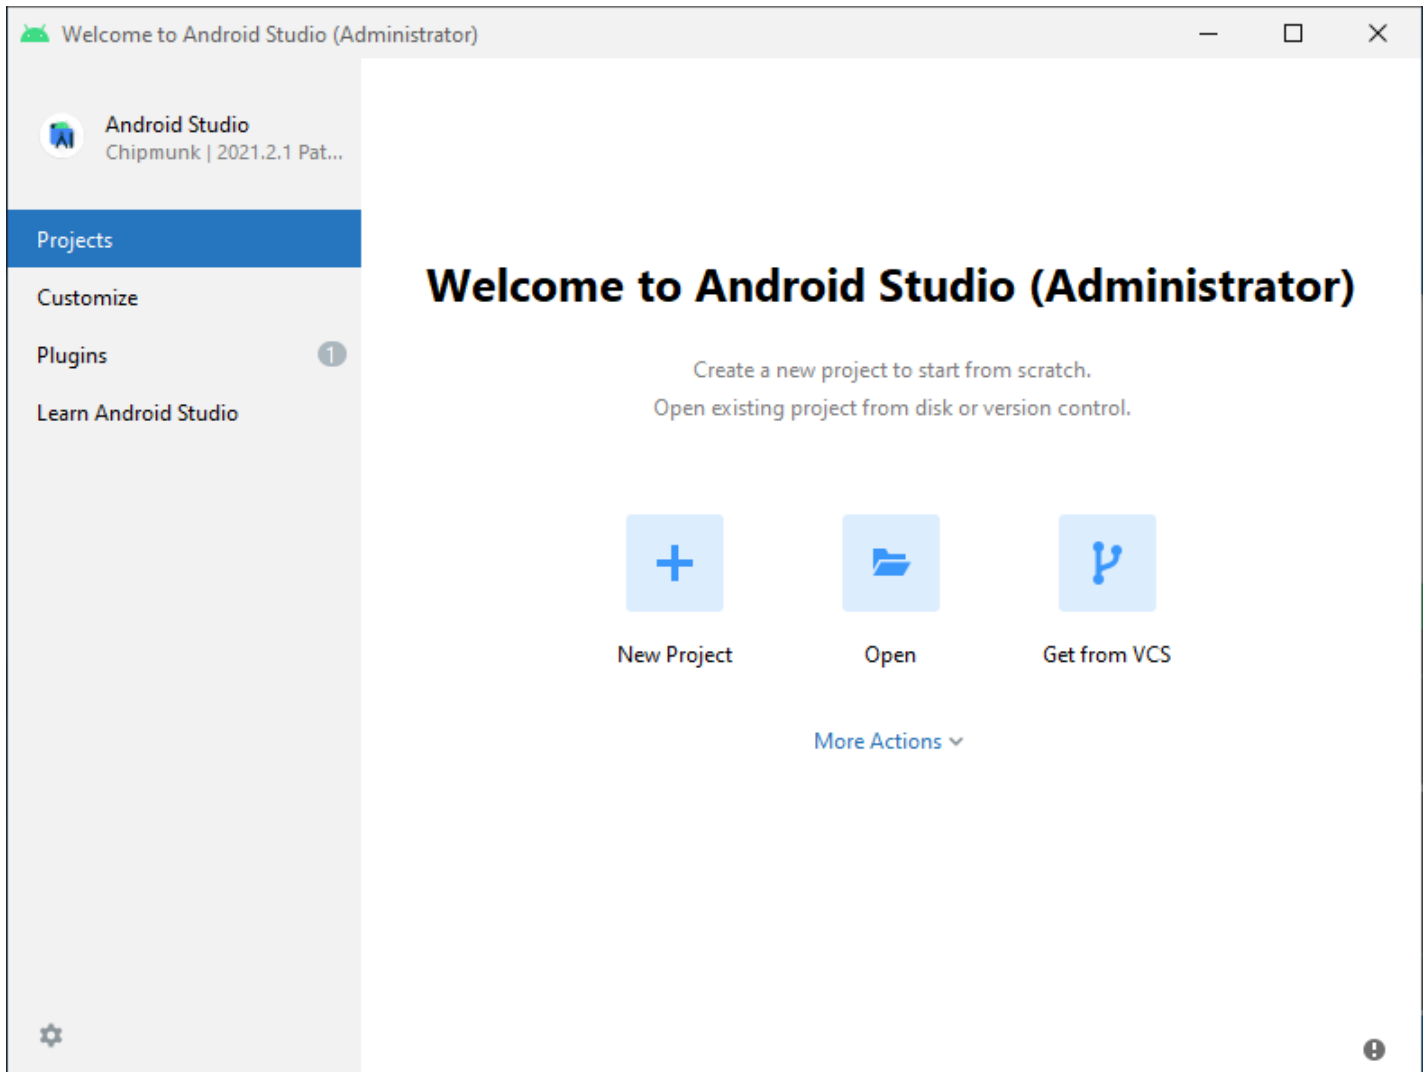 Welcome to Android Studio (Administrator)
Android Studio
Chipmunk | 2021.2.1 Pat...
Projects
Customize
Plugins
1
Learn Android Studio
Welcome to Android Studio (Administrator)
Create a new project to start from scratch.
Open existing project from disk or version control.
New Project
Open
Get from VCS
More Actions